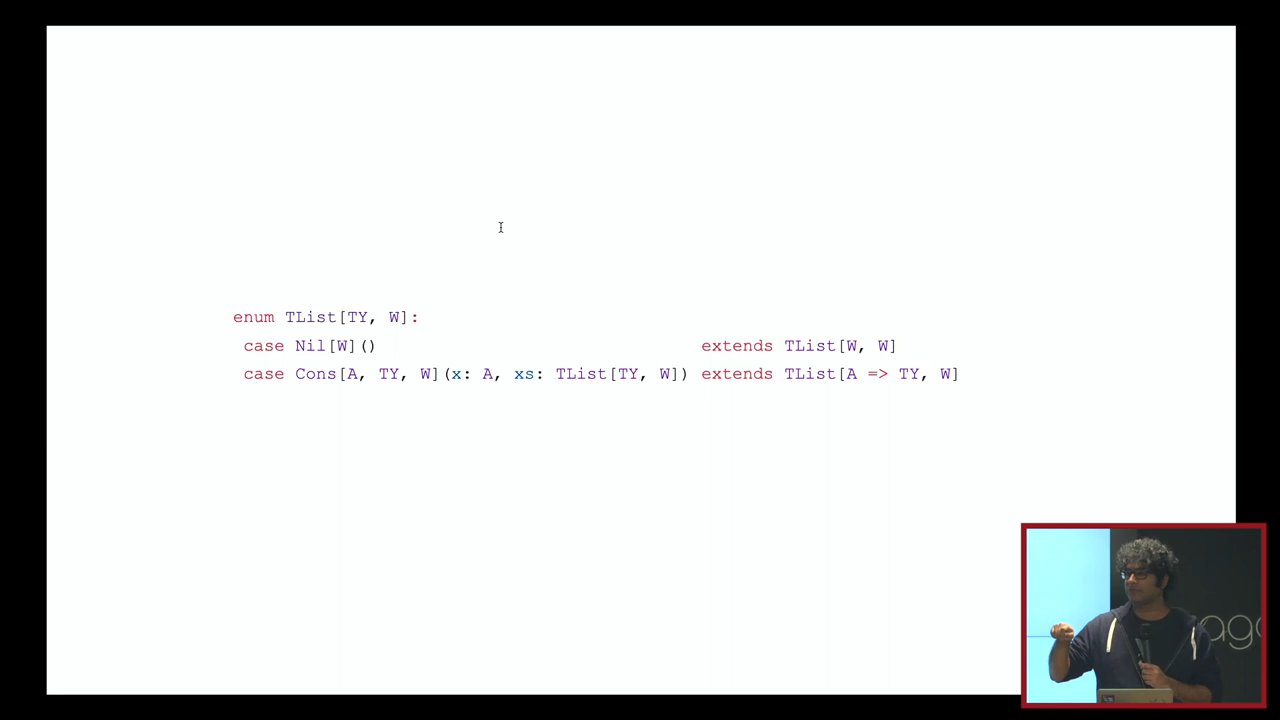 enum TList[TY, W]:
case Nil[W]() extends TList[W, W]
case Cons[A, TY, W](x: A, xs: TList[TY, W]) extends TList[A => TY, W]